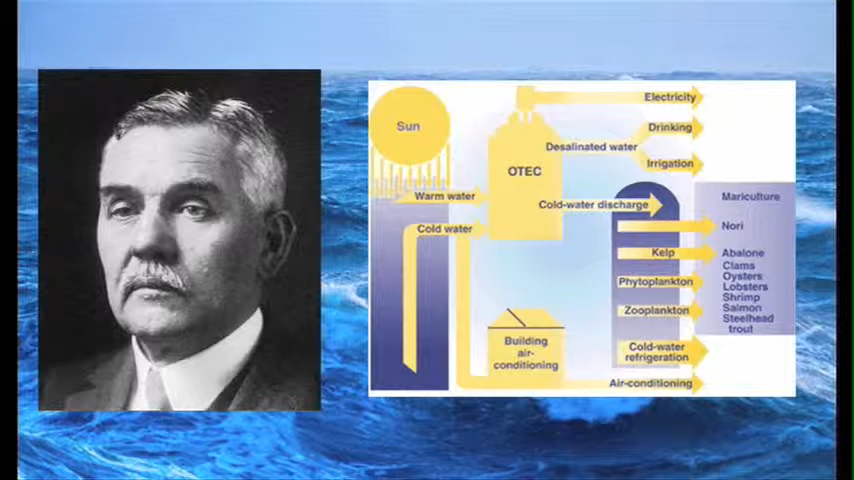 Sun
Warm water
Cold water
OTEC
Electricity
Drinking
Desalinated water
Irrigation
Cold-water discharge
Mariculture
Nori
Kelp
Abalone
Clams
Oysters
Lobsters
Shrimp
Salmon
Steelhead
trout
Phytoplankton
Zooplankton
Cold-water
refrigeration
Building
air-
conditioning
Air-conditioning